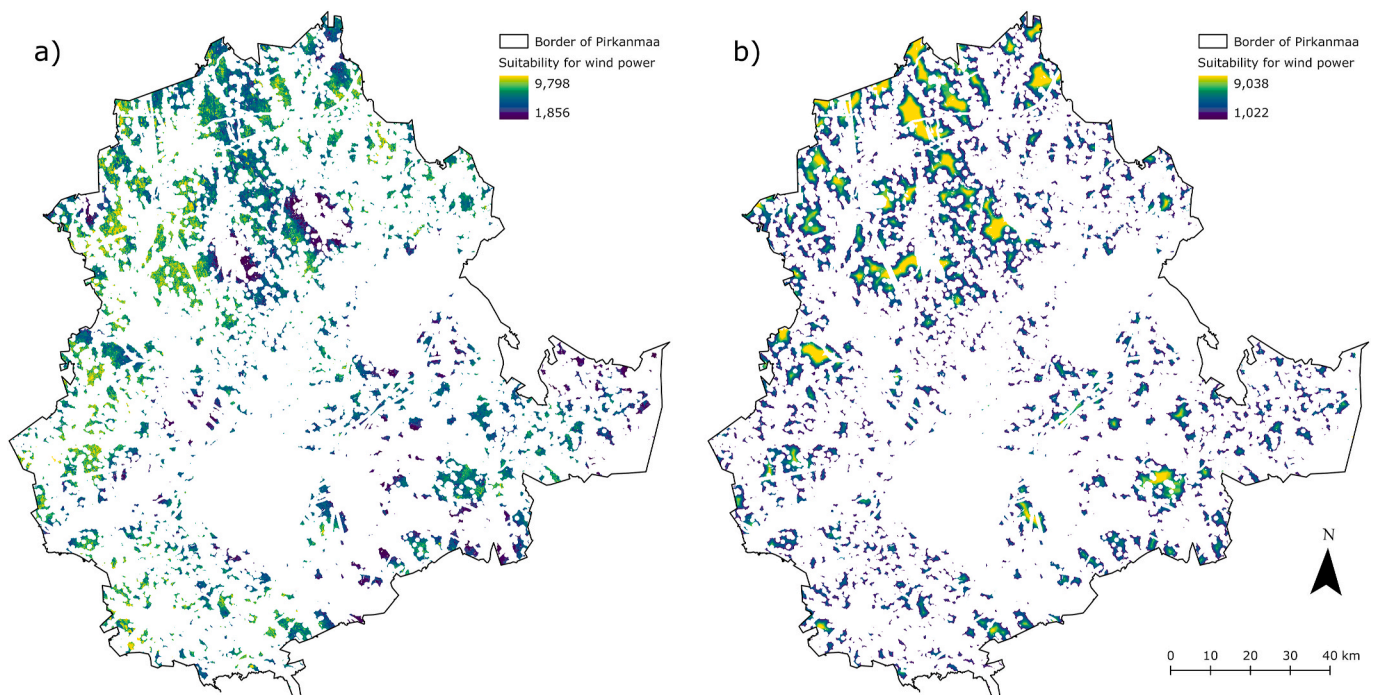 a)
Border of Pirkanmaa
Suitability for wind power
9,798
1,856
b)
Border of Pirkanmaa
Suitability for wind power
9,038
1,022
N
0 10 20 30 40 km